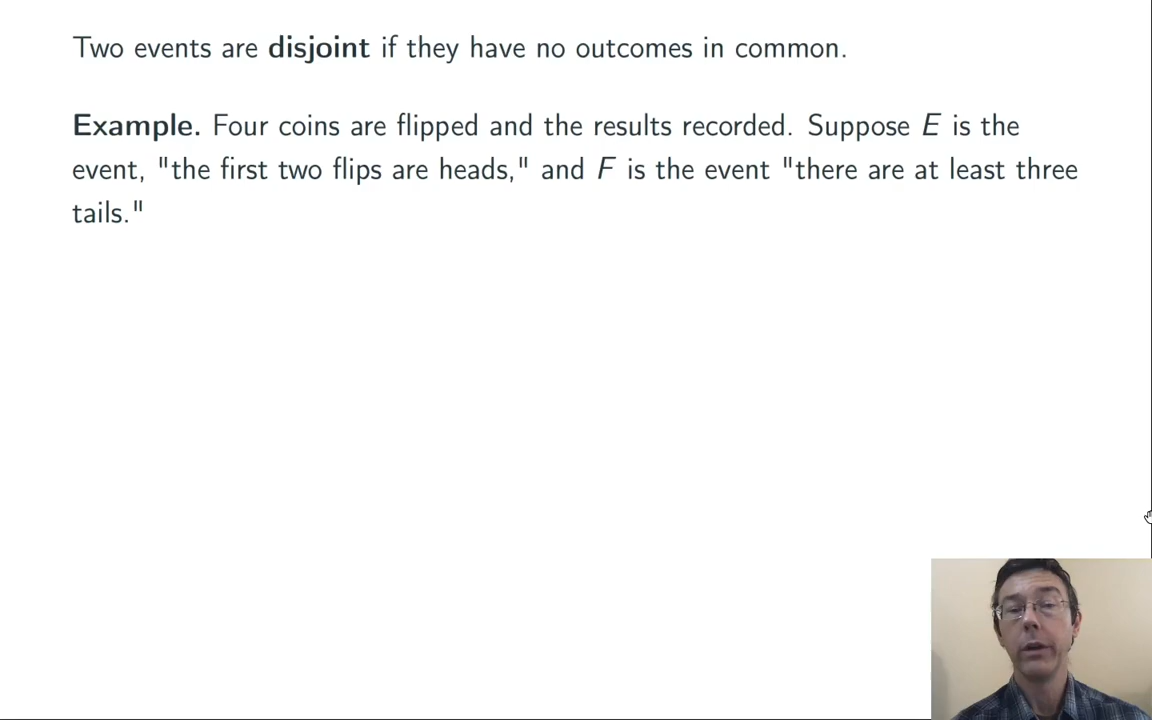 Two events are disjoint if they have no outcomes in common.
Example. Four coins are flipped and the results recorded. Suppose E is the
event, "the first two flips are heads," and F is the event "there are at least three
tails."